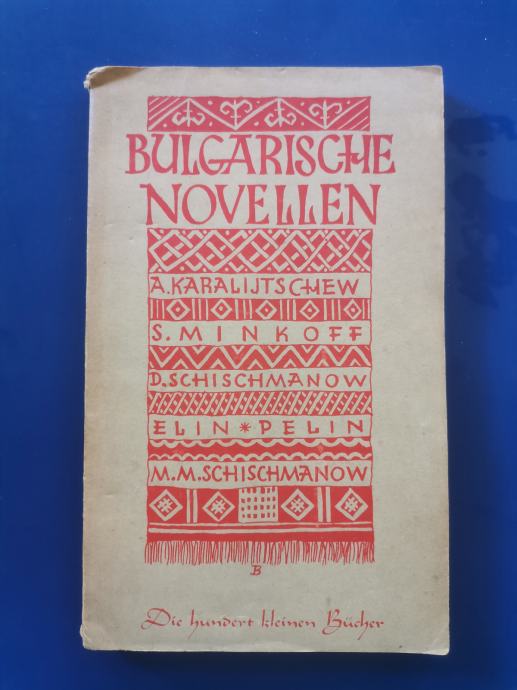 BULGARISCHE
NOVELLEN
A. KARALIJTSCHEW
S. MINKOFF
D. SCHISCHMANOW
ELIN * PELIN
M. M. SCHISCHMANOW
B
Die hundert kleinen Bücher